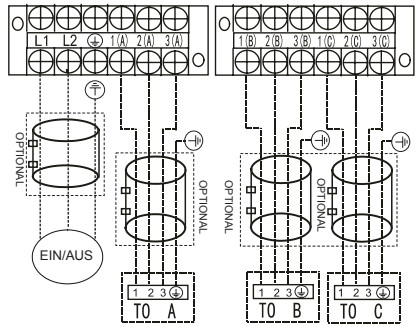 L1 L2 1(A) 2(A) 3(A)
1(B) 2(B) 3(B) 1(C) 2(C) 3(C)
OPTIONAL
OPTIONAL
OPTIONAL
OPTIONAL
EIN/AUS
1 2 3
TO A
1 2 3
TO B
1 2 3
TO C